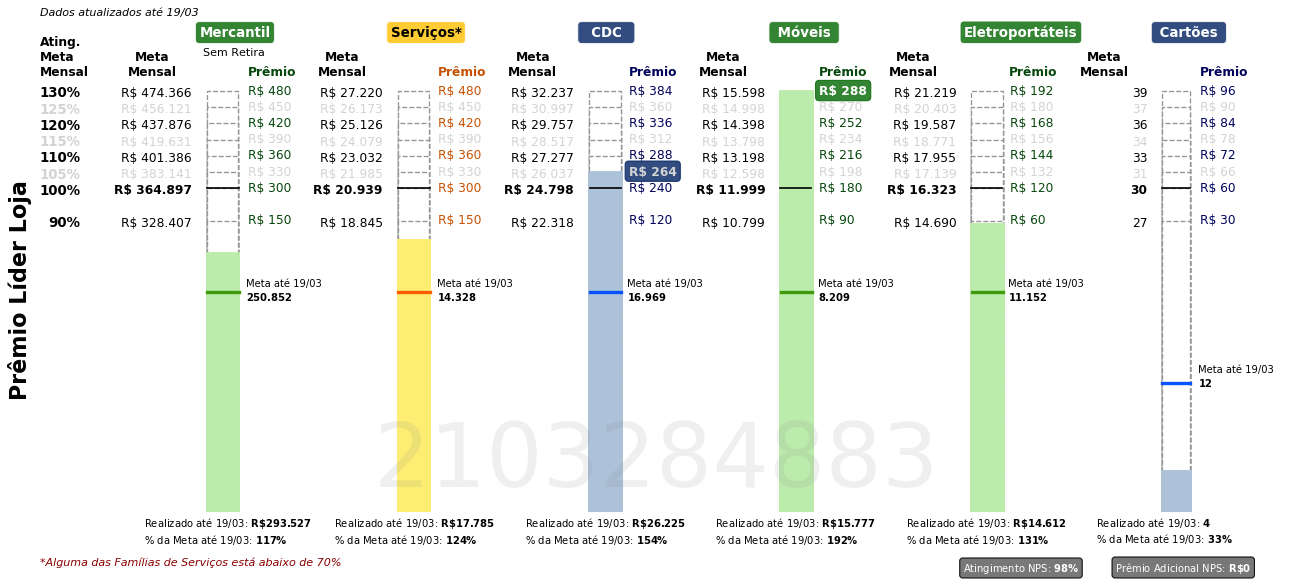 Dados atualizados até 19/03
Mercantil Serviços* CDC Móveis Eletroportáteis Cartões
Sem Retira
Ating. Meta Mensal
Meta Mensal Prêmio Meta Mensal Prêmio Meta Mensal Prêmio Meta Mensal Prêmio Meta Mensal Prêmio Meta Mensal Prêmio
130% R$ 474.366 R$ 480 R$ 27.220 R$ 480 R$ 32.237 R$ 384 R$ 15.598 R$ 288 R$ 21.219 R$ 192 39 R$ 96
125% R$ 456.121 R$ 450 R$ 26.173 R$ 450 R$ 30.997 R$ 360 R$ 14.998 R$ 270 R$ 20.403 R$ 180 37 R$ 90
120% R$ 437.876 R$ 420 R$ 25.126 R$ 420 R$ 29.757 R$ 336 R$ 14.398 R$ 252 R$ 19.587 R$ 168 36 R$ 84
115% R$ 419.631 R$ 390 R$ 24.079 R$ 390 R$ 28.517 R$ 312 R$ 13.798 R$ 234 R$ 18.771 R$ 156 34 R$ 78
110% R$ 401.386 R$ 360 R$ 23.032 R$ 360 R$ 27.277 R$ 288 R$ 13.198 R$ 216 R$ 17.955 R$ 144 33 R$ 72
105% R$ 383.141 R$ 330 R$ 21.985 R$ 330 R$ 26.037 R$ 264 R$ 12.598 R$ 198 R$ 17.139 R$ 132 31 R$ 66
100% R$ 364.897 R$ 300 R$ 20.939 R$ 300 R$ 24.798 R$ 240 R$ 11.999 R$ 180 R$ 16.323 R$ 120 30 R$ 60
90% R$ 328.407 R$ 150 R$ 18.845 R$ 150 R$ 22.318 R$ 120 R$ 10.799 R$ 90 R$ 14.690 R$ 60 27 R$ 30
Prêmio Líder Loja
Meta até 19/03 Meta até 19/03 Meta até 19/03 Meta até 19/03 Meta até 19/03
250.852 14.328 16.969 8.209 11.152
Meta até 19/03
12
21032848883
Realizado até 19/03: R$293.527 Realizado até 19/03: R$17.785 Realizado até 19/03: R$26.225 Realizado até 19/03: R$15.777 Realizado até 19/03: R$14.612 Realizado até 19/03: 4
% da Meta até 19/03: 117% % da Meta até 19/03: 124% % da Meta até 19/03: 154% % da Meta até 19/03: 192% % da Meta até 19/03: 131% % da Meta até 19/03: 33%
*Alguma das Famílias de Serviços está abaixo de 70%
Atingimento NPS: 98% Prêmio Adicional NPS: R$0